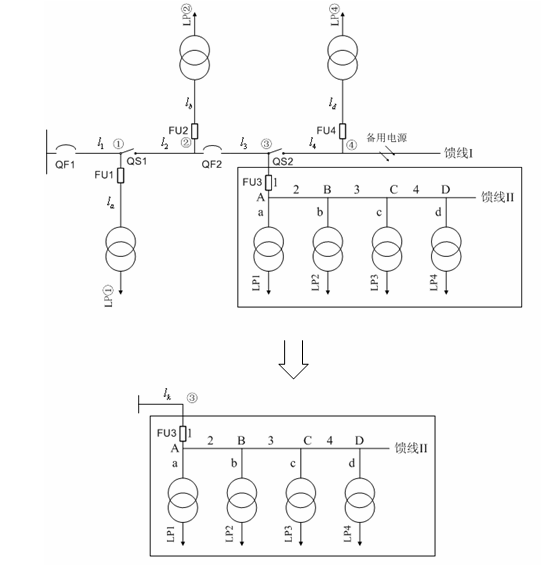 LP② LP④
l_b l_d
FU2 FU4 备用电源
l_1 ① l_2 ② l_3 ③ l_4 ④ 馈线I
QF1 QS1 QF2 QS2
FU1 FU3 1
A 2 B 3 C 4 D 馈线II
l_a a b c d
LP① LP1 LP2 LP3 LP4
l_k ③
FU3 1
A 2 B 3 C 4 D 馈线II
a b c d
LP1 LP2 LP3 LP4